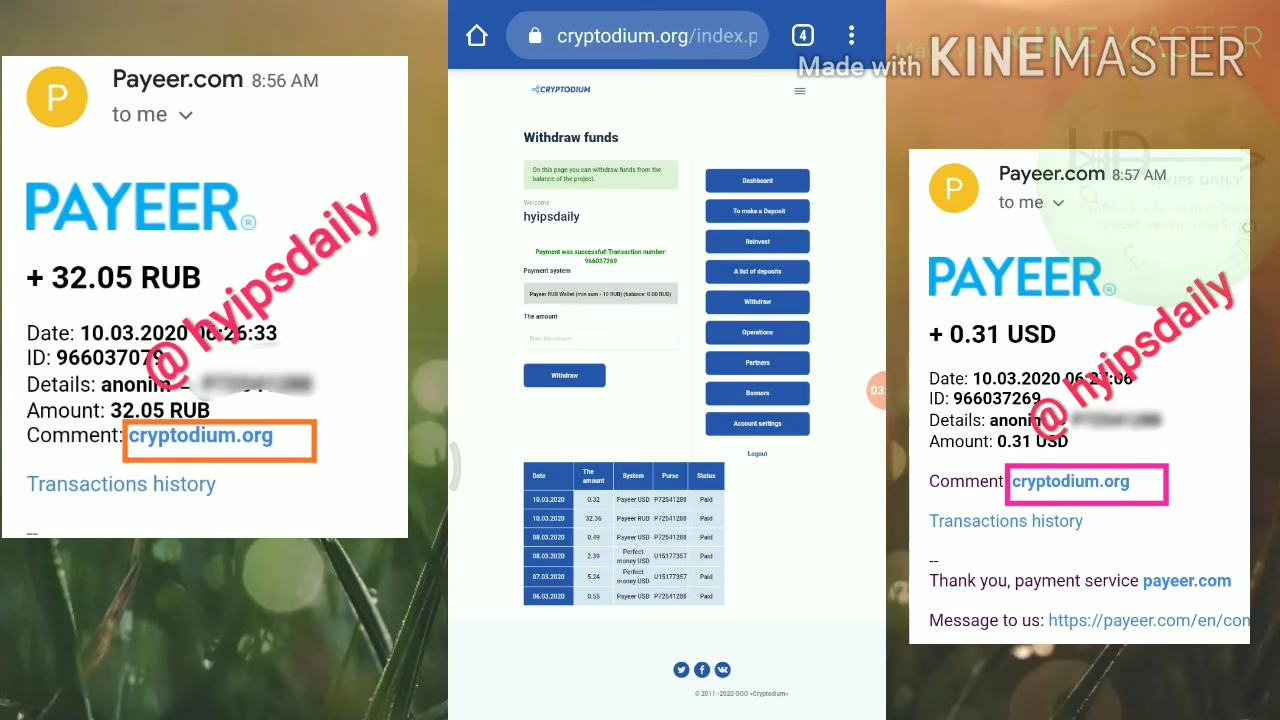 Payeer.com 8:56 AM
to me
P
PAYEER®
+ 32.05 RUB
Date: 10.03.2020 06:26:33
ID: 966037079
Details: anonim
Amount: 32.05 RUB
Comment: cryptodium.org
Transactions history
--
@ hyipsdaily
cryptodium.org/index.p
4
CRYPTODIUM
Withdraw funds
On this page you can withdraw funds from the
balance of the project.
Welcome
hyipsdaily
Payment was successful! Transaction number:
966037269
Payment system
Payeer RUB Wallet (min sum - 10 RUB) (balance: 0.00 RUB)
The amount
Enter the amount
Withdraw
Dashboard
To make a Deposit
Reinvest
A list of deposits
Withdraw
Operations
Partners
Banners
Account settings
Logout
Date The amount System Purse Status
10.03.2020 0.32 Payeer USD P72541288 Paid
10.03.2020 32.36 Payeer RUB P72541288 Paid
08.03.2020 0.49 Payeer USD P72541288 Paid
08.03.2020 2.39 Perfect money USD U15177357 Paid
07.03.2020 5.24 Perfect money USD U15177357 Paid
06.03.2020 0.55 Payeer USD P72541288 Paid
© 2011–2020 ООО «Cryptodium»
Made with KINEMASTER
HYIPS DAILY
03
Payeer.com 8:57 AM
to me
P
PAYEER®
+ 0.31 USD
Date: 10.03.2020 06:27:06
ID: 966037269
Details: anonim
Amount: 0.31 USD
Comment cryptodium.org
Transactions history
--
Thank you, payment service payeer.com
Message to us: https://payeer.com/en/con
@ hyipsdaily